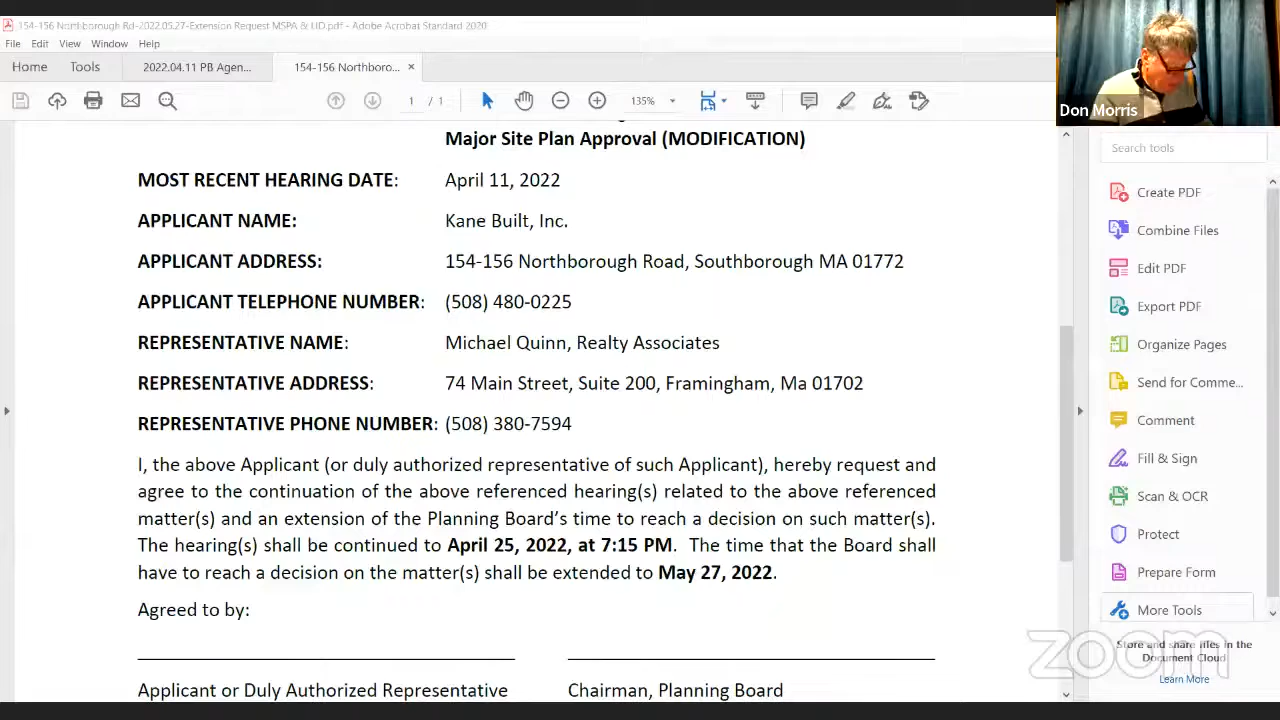 154-156 Northborough Rd-2022.05.27-Extension Request MSPA & LID.pdf - Adobe Acrobat Standard 2020
File Edit View Window Help
Home Tools 2022.04.11 PB Agen... 154-156 Northboro... ×
1 / 1 135%
Don Morris
Major Site Plan Approval (MODIFICATION)
MOST RECENT HEARING DATE: April 11, 2022
APPLICANT NAME: Kane Built, Inc.
APPLICANT ADDRESS: 154-156 Northborough Road, Southborough MA 01772
APPLICANT TELEPHONE NUMBER: (508) 480-0225
REPRESENTATIVE NAME: Michael Quinn, Realty Associates
REPRESENTATIVE ADDRESS: 74 Main Street, Suite 200, Framingham, Ma 01702
REPRESENTATIVE PHONE NUMBER: (508) 380-7594
I, the above Applicant (or duly authorized representative of such Applicant), hereby request and
agree to the continuation of the above referenced hearing(s) related to the above referenced
matter(s) and an extension of the Planning Board's time to reach a decision on such matter(s).
The hearing(s) shall be continued to April 25, 2022, at 7:15 PM. The time that the Board shall
have to reach a decision on the matter(s) shall be extended to May 27, 2022.
Agreed to by:
Applicant or Duly Authorized Representative Chairman, Planning Board
Search tools
Create PDF
Combine Files
Edit PDF
Export PDF
Organize Pages
Send for Comme...
Comment
Fill & Sign
Scan & OCR
Protect
Prepare Form
More Tools
Store and share files in the
Document Cloud
Learn More
zoom